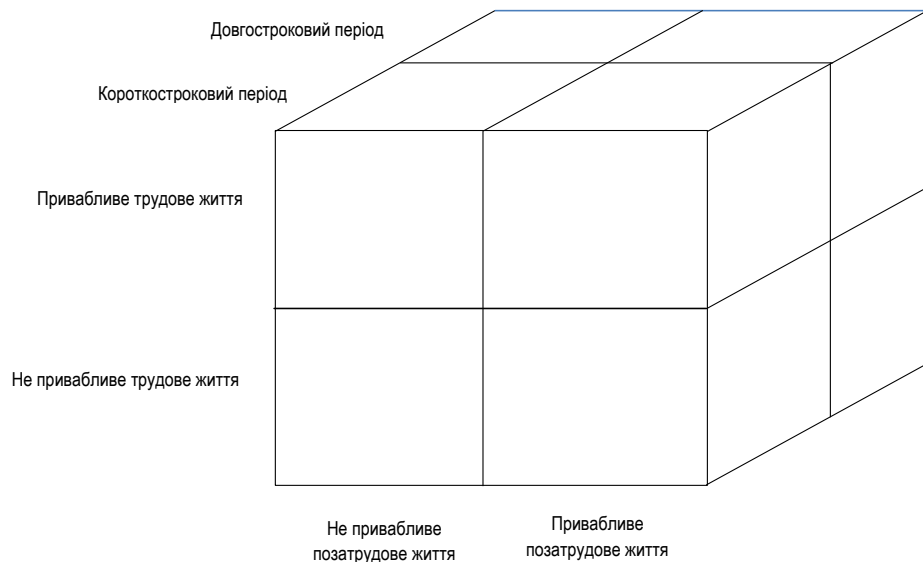 Довгостроковий період
Короткостроковий період
Привабливе трудове життя
Не привабливе трудове життя
Не привабливе
позатрудове життя
Привабливе
позатрудове життя